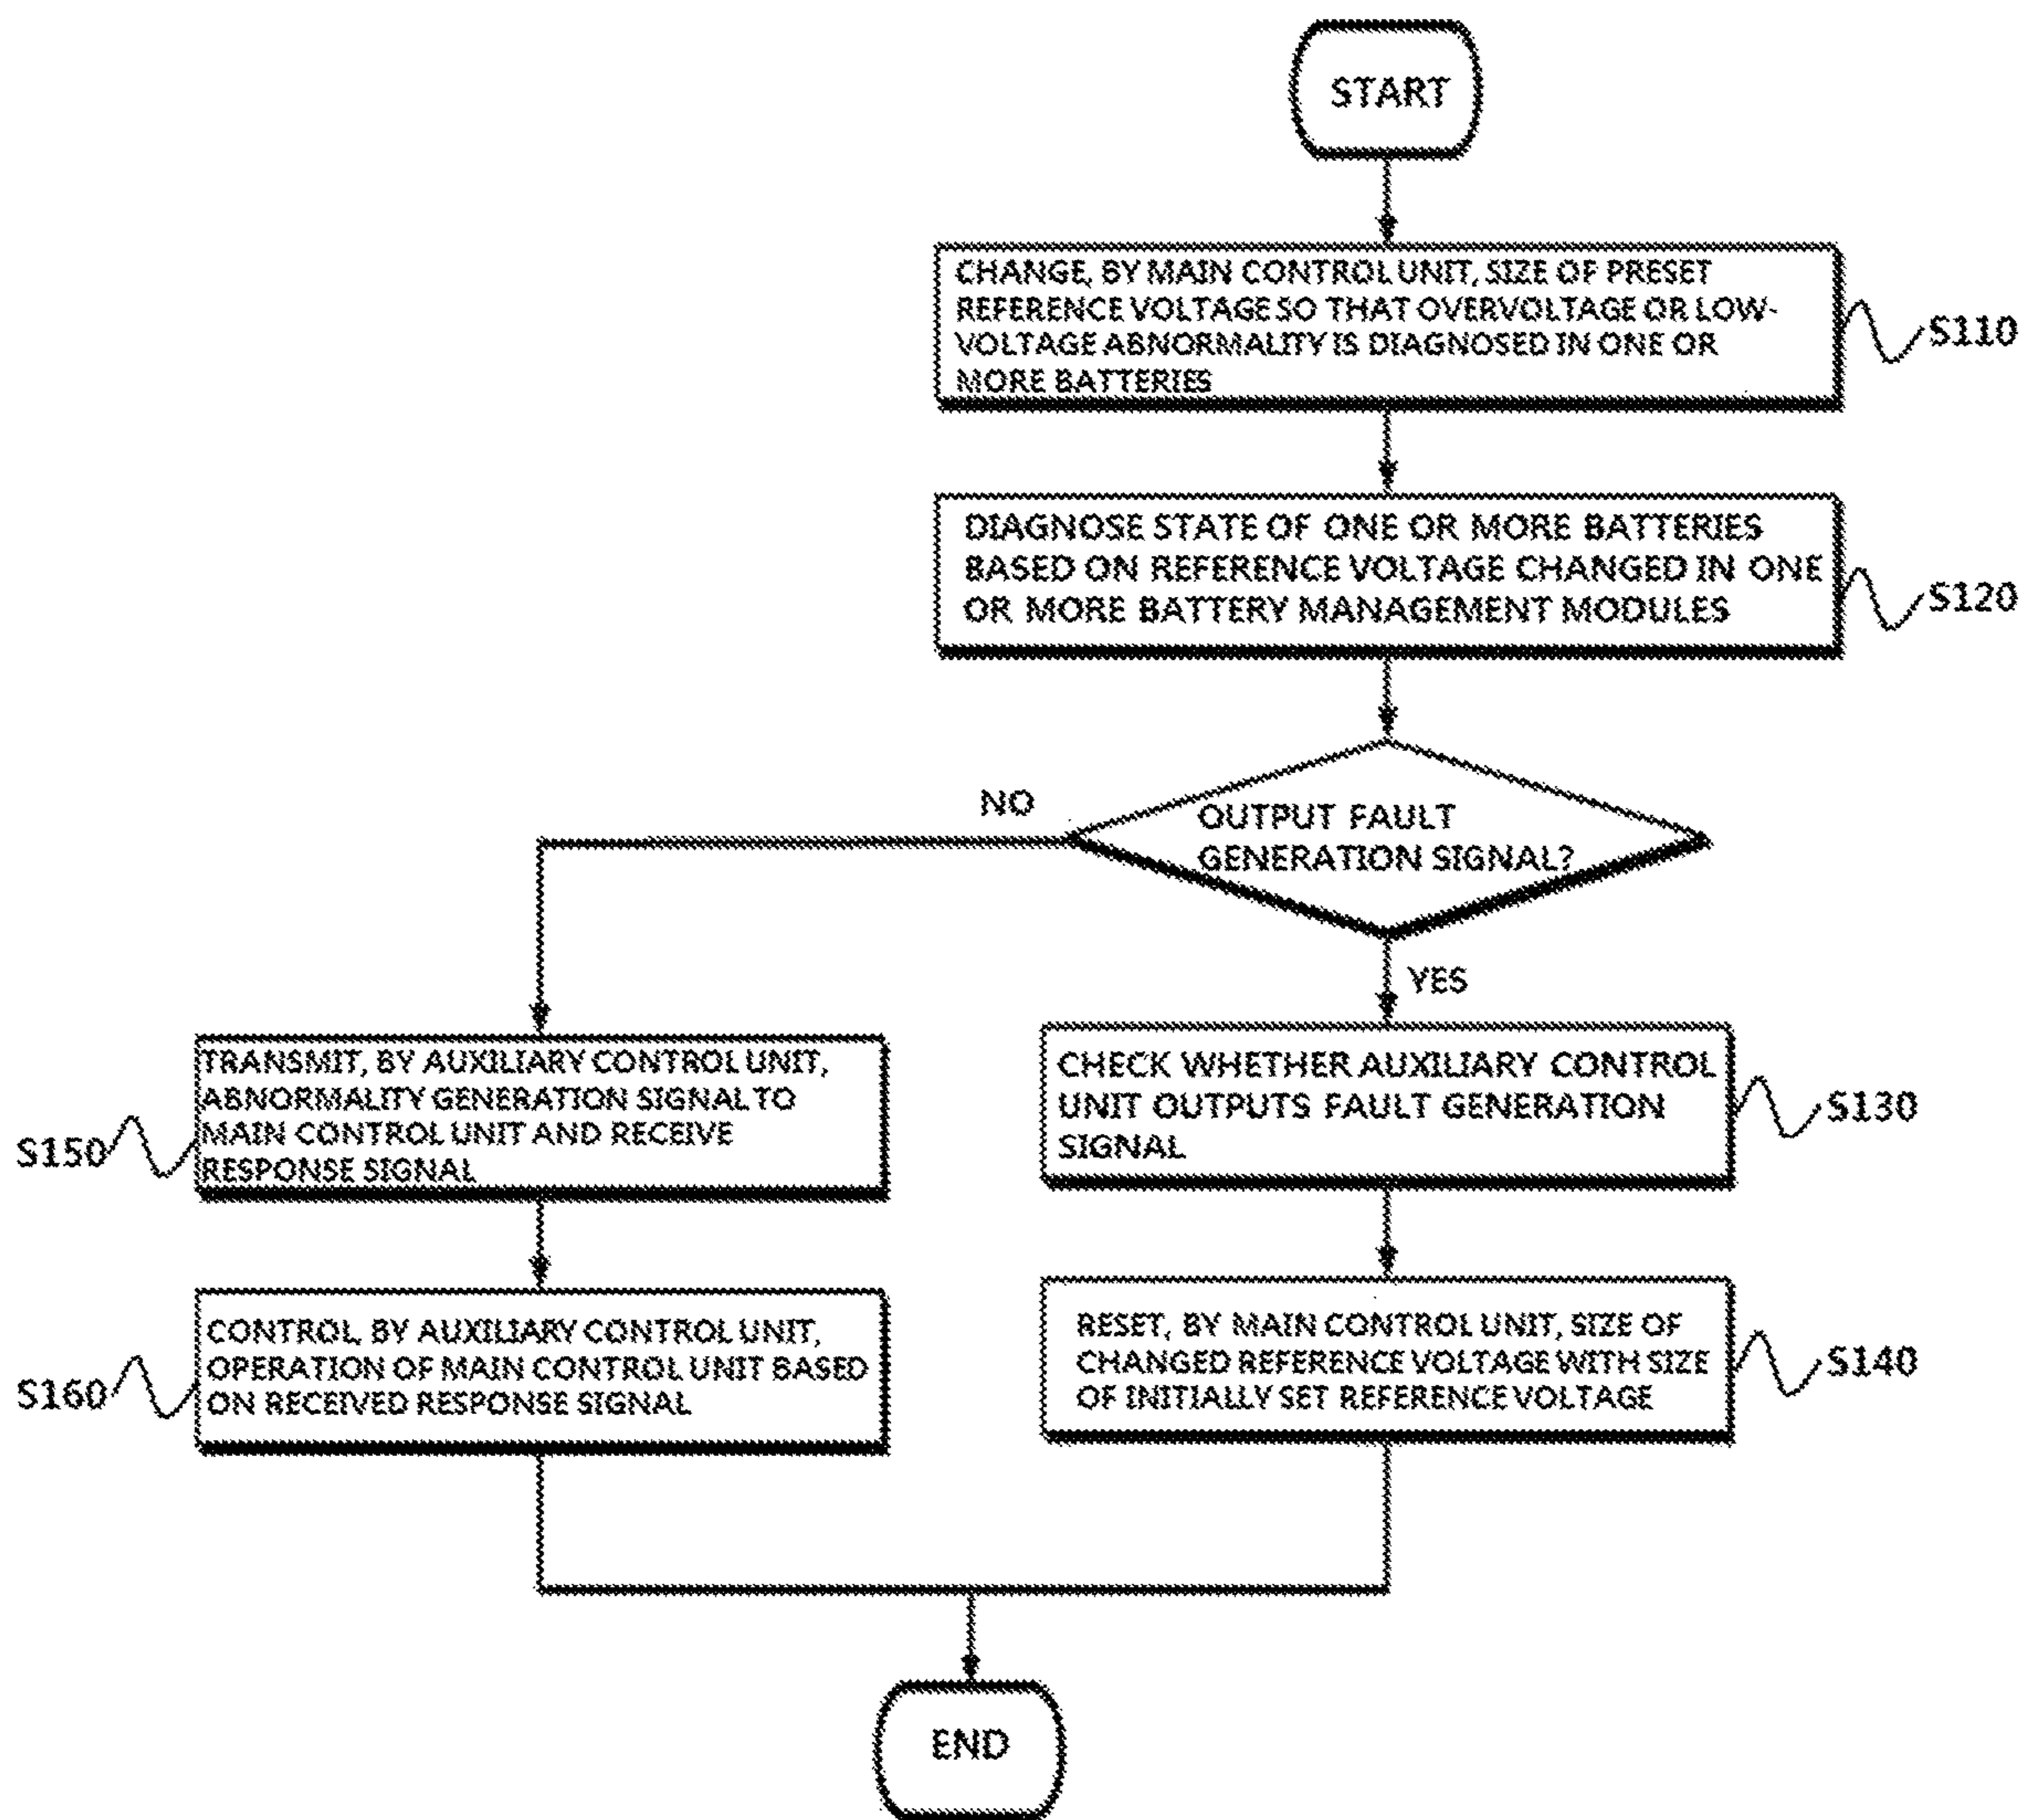 START
CHANGE, BY MAIN CONTROL UNIT, SIZE OF PRESET
REFERENCE VOLTAGE SO THAT OVERVOLTAGE OR LOW-
VOLTAGE ABNORMALITY IS DIAGNOSED IN ONE OR
MORE BATTERIES
S110
DIAGNOSE STATE OF ONE OR MORE BATTERIES
BASED ON REFERENCE VOLTAGE CHANGED IN ONE
OR MORE BATTERY MANAGEMENT MODULES
S120
OUTPUT FAULT
GENERATION SIGNAL?
NO
YES
TRANSMIT, BY AUXILIARY CONTROL UNIT,
ABNORMALITY GENERATION SIGNAL TO
MAIN CONTROL UNIT AND RECEIVE
RESPONSE SIGNAL
S150
CHECK WHETHER AUXILIARY CONTROL
UNIT OUTPUTS FAULT GENERATION
SIGNAL
S130
CONTROL, BY AUXILIARY CONTROL UNIT,
OPERATION OF MAIN CONTROL UNIT BASED
ON RECEIVED RESPONSE SIGNAL
S160
RESET, BY MAIN CONTROL UNIT, SIZE OF
CHANGED REFERENCE VOLTAGE WITH SIZE
OF INITIALLY SET REFERENCE VOLTAGE
S140
END